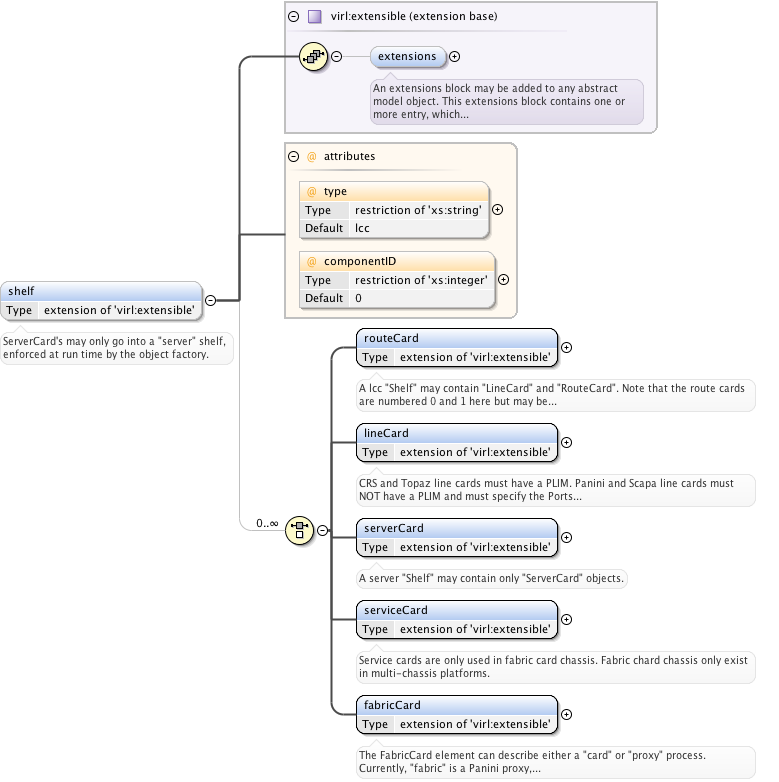 virl:extensible (extension base)
extensions
An extensions block may be added to any abstract
model object. This extensions block contains one or
more entry, which...
@ attributes
@ type
Type restriction of 'xs:string'
Default lcc
@ componentID
Type restriction of 'xs:integer'
Default 0
shelf
Type extension of 'virl:extensible'
ServerCard's may only go into a "server" shelf,
enforced at run time by the object factory.
0..∞
routeCard
Type extension of 'virl:extensible'
A lcc "Shelf" may contain "LineCard" and "RouteCard". Note that the route cards
are numbered 0 and 1 here but may be...
lineCard
Type extension of 'virl:extensible'
CRS and Topaz line cards must have a PLIM. Panini and Scapa line cards must
NOT have a PLIM and must specify the Ports...
serverCard
Type extension of 'virl:extensible'
A server "Shelf" may contain only "ServerCard" objects.
serviceCard
Type extension of 'virl:extensible'
Service cards are only used in fabric card chassis. Fabric chard chassis only exist
in multi-chassis platforms.
fabricCard
Type extension of 'virl:extensible'
The FabricCard element can describe either a "card" or "proxy" process.
Currently, "fabric" is a Panini proxy,...